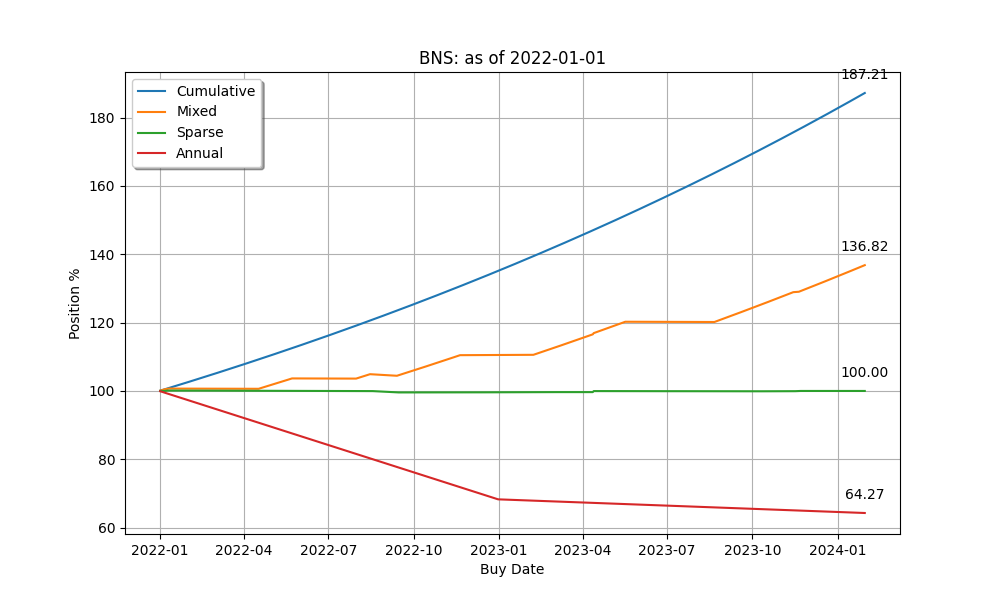 BNS: as of 2022-01-01
187.21
Cumulative
Mixed
Sparse
Annual
136.82
100.00
64.27
Position %
180
160
140
120
100
80
60
2022-01
2022-04
2022-07
2022-10
2023-01
2023-04
2023-07
2023-10
2024-01
Buy Date